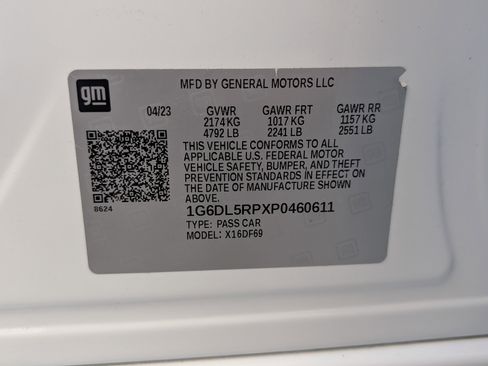 gm
MFD BY GENERAL MOTORS LLC
04/23 GVWR GAWR FRT GAWR RR
2174 KG 1017 KG 1157 KG
4792 LB 2241 LB 2551 LB
THIS VEHICLE CONFORMS TO ALL
APPLICABLE U.S. FEDERAL MOTOR
VEHICLE SAFETY, BUMPER, AND THEFT
PREVENTION STANDARDS IN EFFECT ON
THE DATE OF MANUFACTURE SHOWN
ABOVE.
8624
1G6DL5RPXP0460611
TYPE: PASS CAR
MODEL: X16DF69